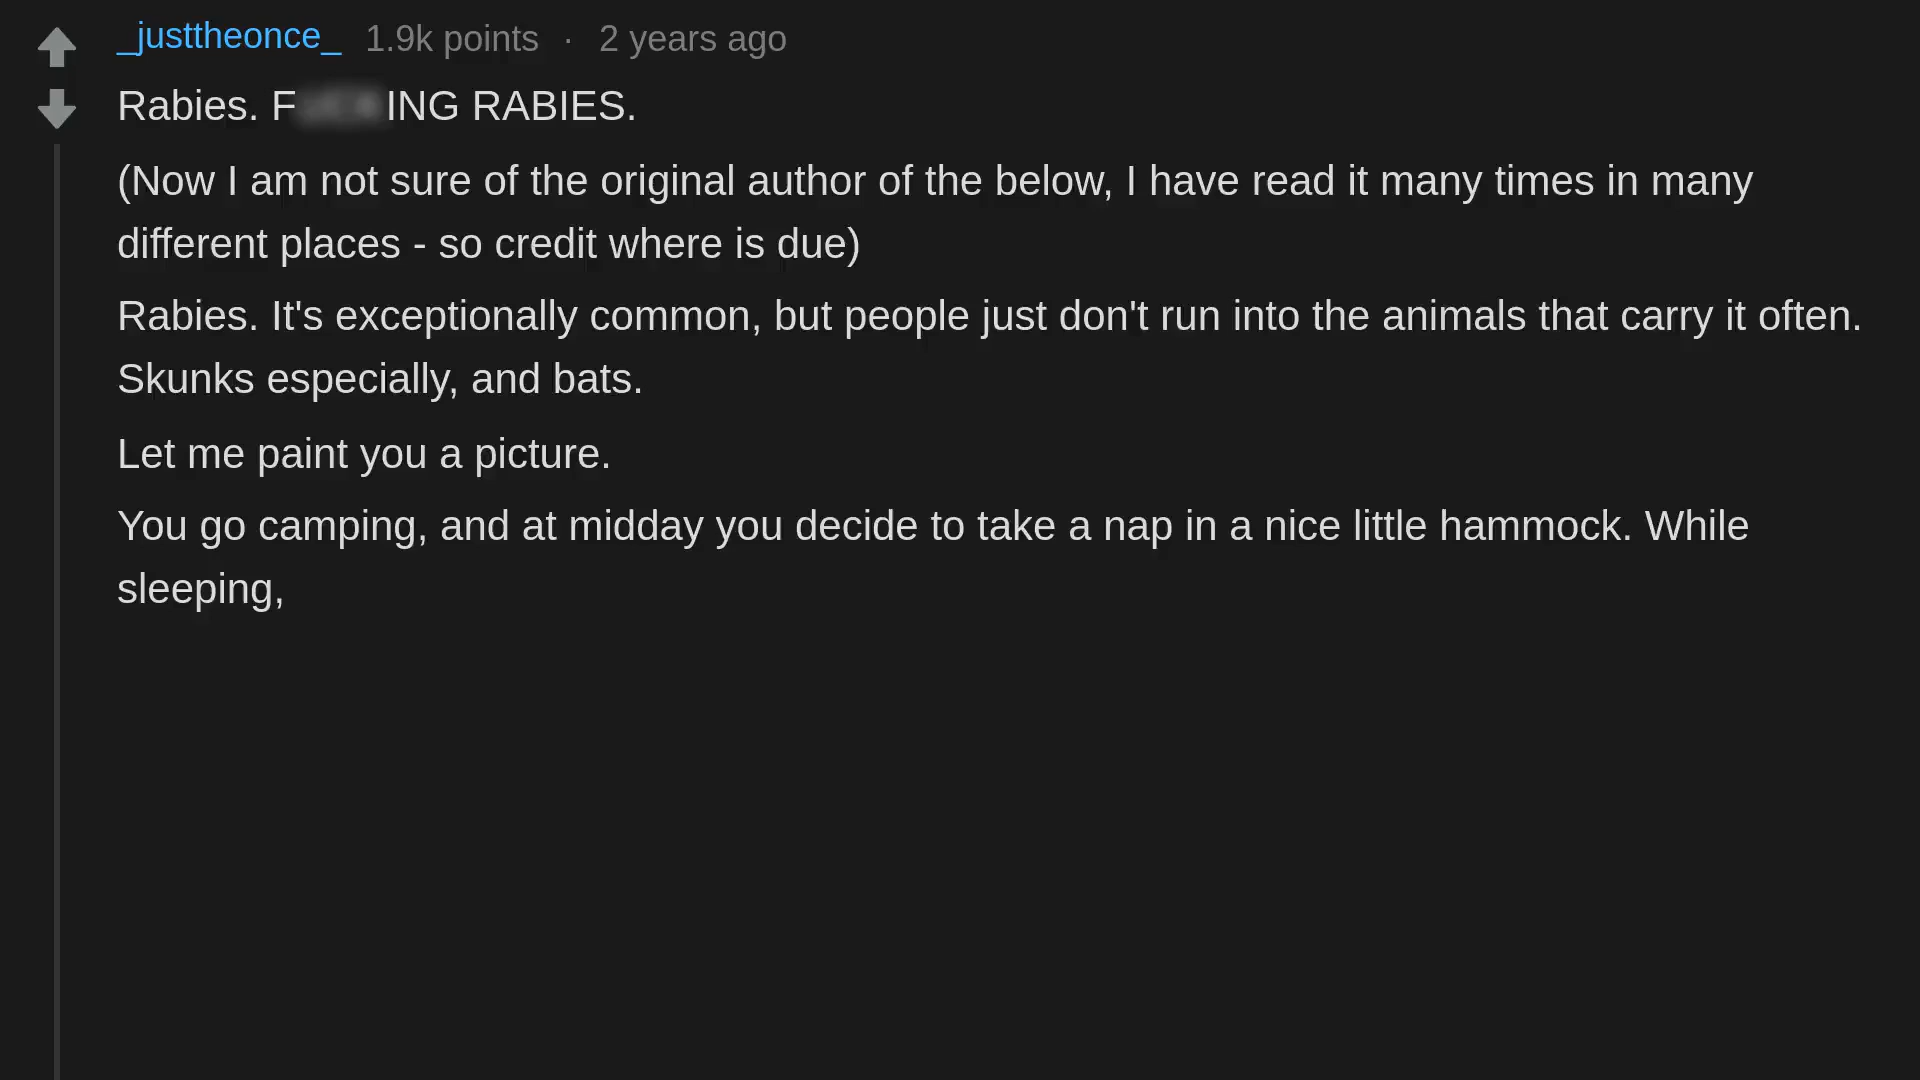 _justtheonce_ 1.9k points · 2 years ago
Rabies. F ING RABIES.
(Now I am not sure of the original author of the below, I have read it many times in many
different places - so credit where is due)
Rabies. It's exceptionally common, but people just don't run into the animals that carry it often.
Skunks especially, and bats.
Let me paint you a picture.
You go camping, and at midday you decide to take a nap in a nice little hammock. While
sleeping,